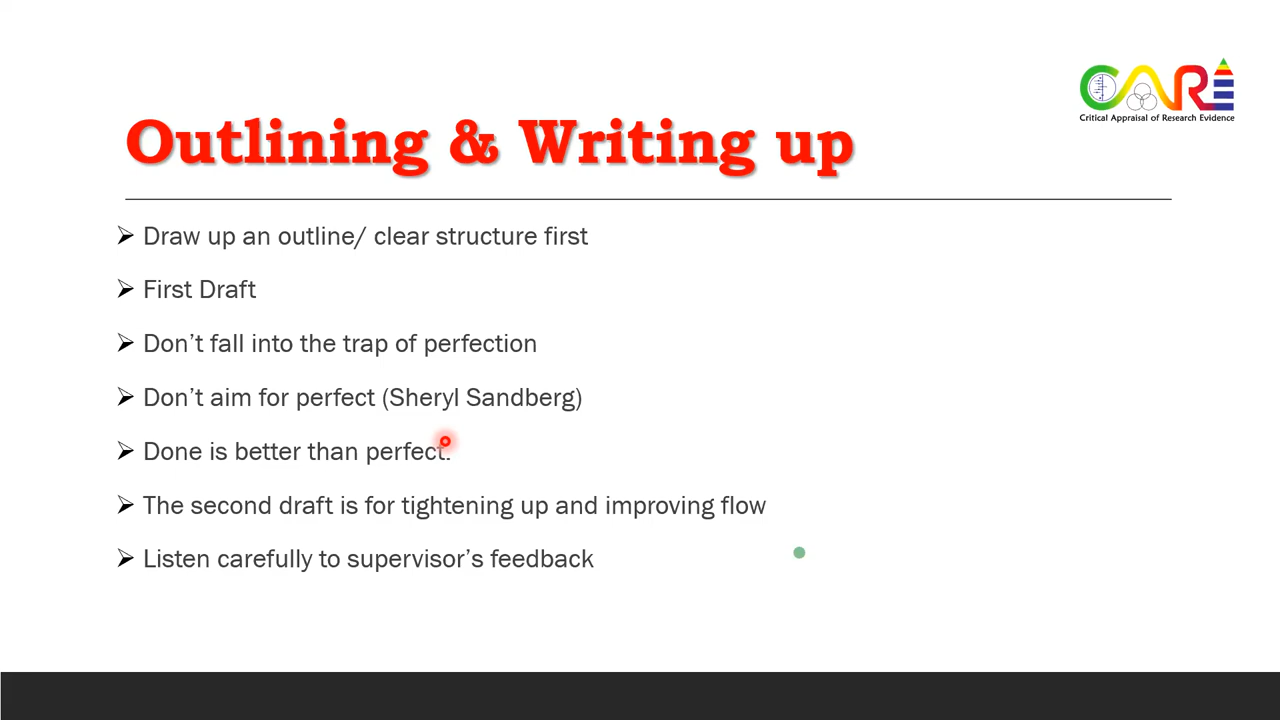 CARE
Critical Appraisal of Research Evidence
Outlining & Writing up
Draw up an outline/ clear structure first
First Draft
Don’t fall into the trap of perfection
Don’t aim for perfect (Sheryl Sandberg)
Done is better than perfect.
The second draft is for tightening up and improving flow
Listen carefully to supervisor’s feedback